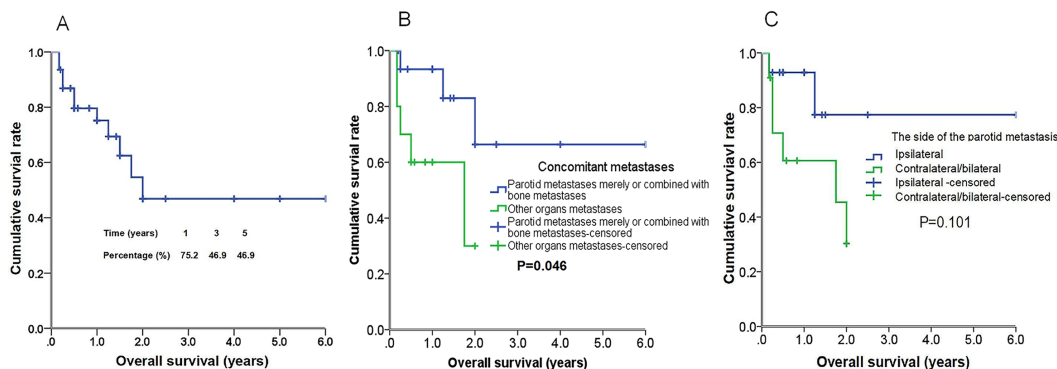 A
Cumulative survial rate
1.0
0.8
0.6
0.4
0.2
0.0
Time (years) 1 3 5
Percentage (%) 75.2 46.9 46.9
.0 1.0 2.0 3.0 4.0 5.0 6.0
Overall survival (years)
B
Cumulative survival rate
1.0
0.8
0.6
0.4
0.2
0.0
Concomitant metastases
Parotid metastases merely or combined with
bone metastases
Other organs metastases
Parotid metastases merely or combined with
bone metastases-censored
Other organs metastases-censored
P=0.046
.0 1.0 2.0 3.0 4.0 5.0 6.0
Overall survival (years)
C
Cumulative surviavl rate
1.0
0.8
0.6
0.4
0.2
0.0
The side of the parotid metastasis
Ipsilateral
Contralateral/bilateral
Ipsilateral -censored
Contralateral/bilateral-censored
P=0.101
.0 1.0 2.0 3.0 4.0 5.0 6.0
Overall survival (years)